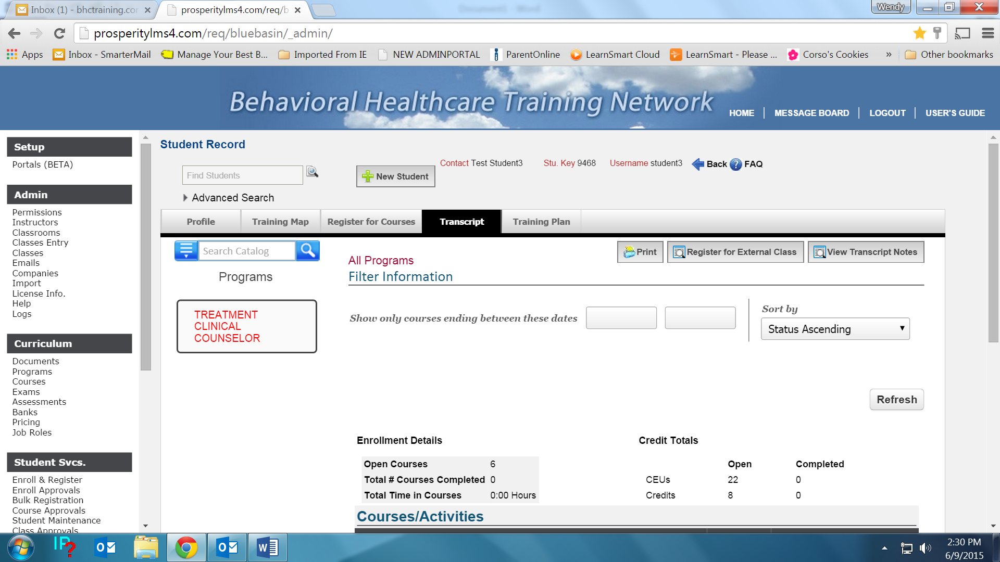 Inbox (1) - bhctraining.cor
prosperitylms4.com/req/b
Wendy
prosperitylms4.com/req/bluebasin/_admin/
Apps
Inbox - SmarterMail
Manage Your Best B...
Imported From IE
NEW ADMINPORTAL
ParentOnline
LearnSmart Cloud
LearnSmart - Please ...
Corso's Cookies
»
Other bookmarks
Behavioral Healthcare Training Network
HOME | MESSAGE BOARD | LOGOUT | USER'S GUIDE
Setup
Portals (BETA)
Admin
Permissions
Instructors
Classrooms
Classes Entry
Classes
Emails
Companies
Import
License Info.
Help
Logs
Curriculum
Documents
Programs
Courses
Exams
Assessments
Banks
Pricing
Job Roles
Student Svcs.
Enroll & Register
Enroll Approvals
Bulk Registration
Course Approvals
Student Maintenance
Class Approvals
Student Record
Find Students
New Student
Contact Test Student3
Stu. Key 9468
Username student3
Back
FAQ
Advanced Search
Profile
Training Map
Register for Courses
Transcript
Training Plan
Search Catalog
Programs
TREATMENT
CLINICAL
COUNSELOR
Print
Register for External Class
View Transcript Notes
All Programs
Filter Information
Show only courses ending between these dates
Sort by
Status Ascending
Refresh
Enrollment Details
Open Courses 6
Total # Courses Completed 0
Total Time in Courses 0:00 Hours
Credit Totals
Open Completed
CEUs 22 0
Credits 8 0
Courses/Activities
IP?
2:30 PM
6/9/2015